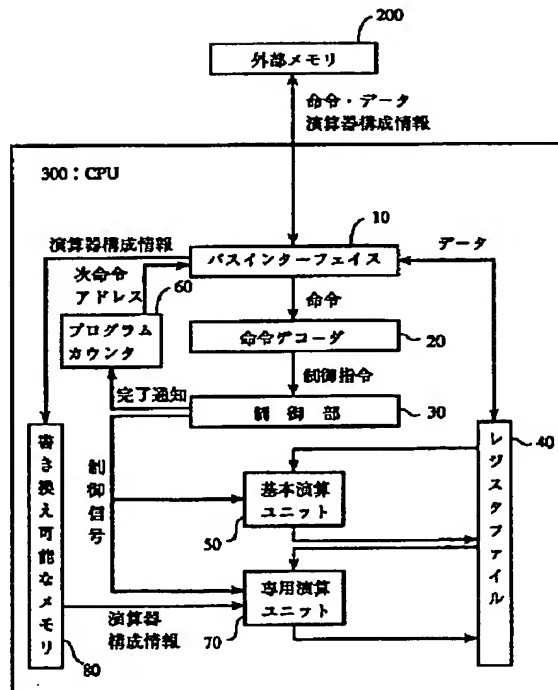 200
外部メモリ
命令・データ
演算器構成情報
300：CPU
演算器構成情報
10
データ
バスインターフェイス
次命令
アドレス
60
命令
プログラム
カウンタ
命令デコーダ
20
制御指令
完了通知
制御部
30
40
書き換え可能なメモリ
制御信号
レジスタファイル
基本演算
ユニット
50
専用演算
ユニット
演算器
構成情報
70
80